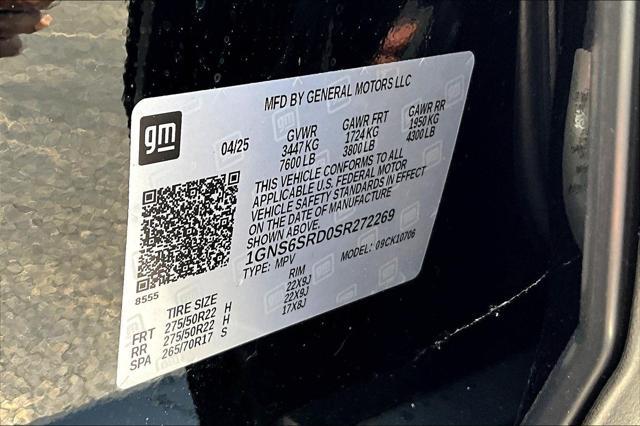 MFD BY GENERAL MOTORS LLC
gm
04/25
GVWR GAWR FRT GAWR RR
3447 KG 1724 KG 1950 KG
7600 LB 3800 LB 4300 LB
THIS VEHICLE CONFORMS TO ALL
APPLICABLE U.S. FEDERAL MOTOR
VEHICLE SAFETY STANDARDS IN EFFECT
ON THE DATE OF MANUFACTURE
SHOWN ABOVE.
1GNS6SRD0SR272269
TYPE: MPV MODEL: 09CK10706
8555
TIRE SIZE RIM
FRT 275/50R22 H 22X9J
RR 275/50R22 H 22X9J
SPA 265/70R17 S 17X8J